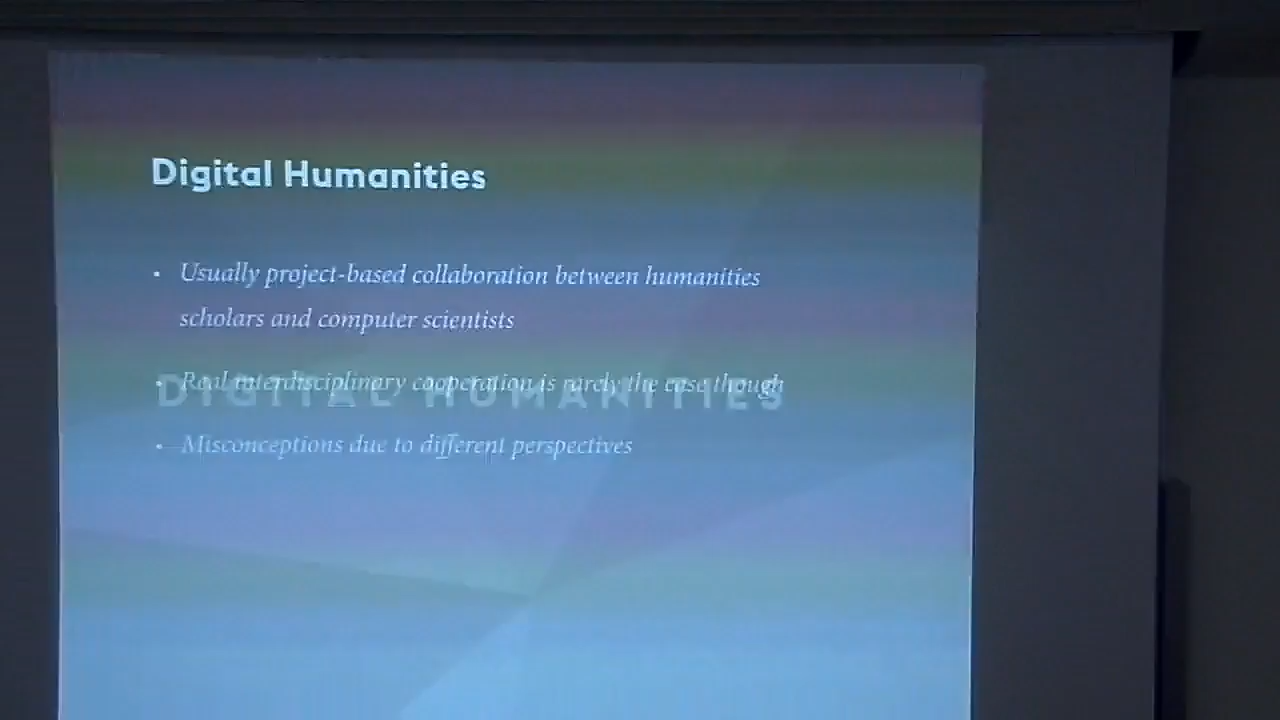 Digital Humanities
• Usually project-based collaboration between humanities
scholars and computer scientists
• Real interdisciplinary cooperation is rarely the case though
DIGITAL HUMANITIES
• Misconceptions due to different perspectives